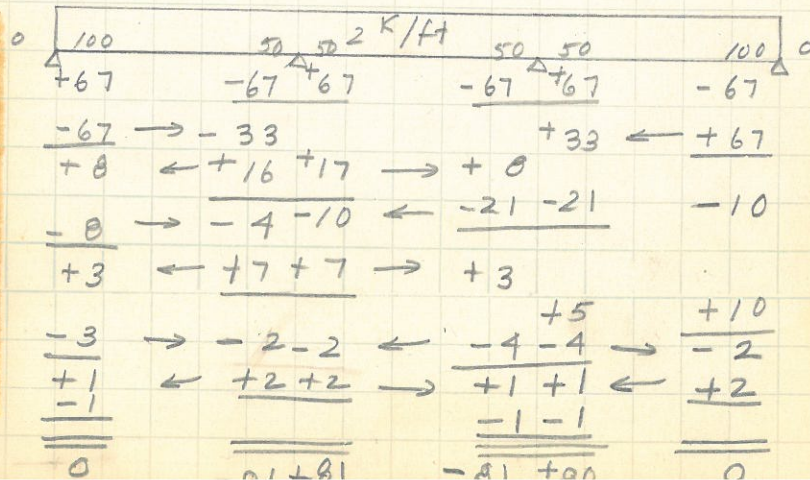 2 K/ft
0 100 50 50 50 50 100 0
+67 -67 +67 -67 +67 -67
-67 → -33 +33 ← +67
+8 ← +16 +17 → +8
-8 → -4 -10 ← -21 -21 -10
+3 ← +7 +7 → +3
+5 +10
-3 → -2 -2 ← -4 -4 → -2
+1 ← +2 +2 → +1 +1 ← +2
-1 -1 -1
0 +81 -81 0